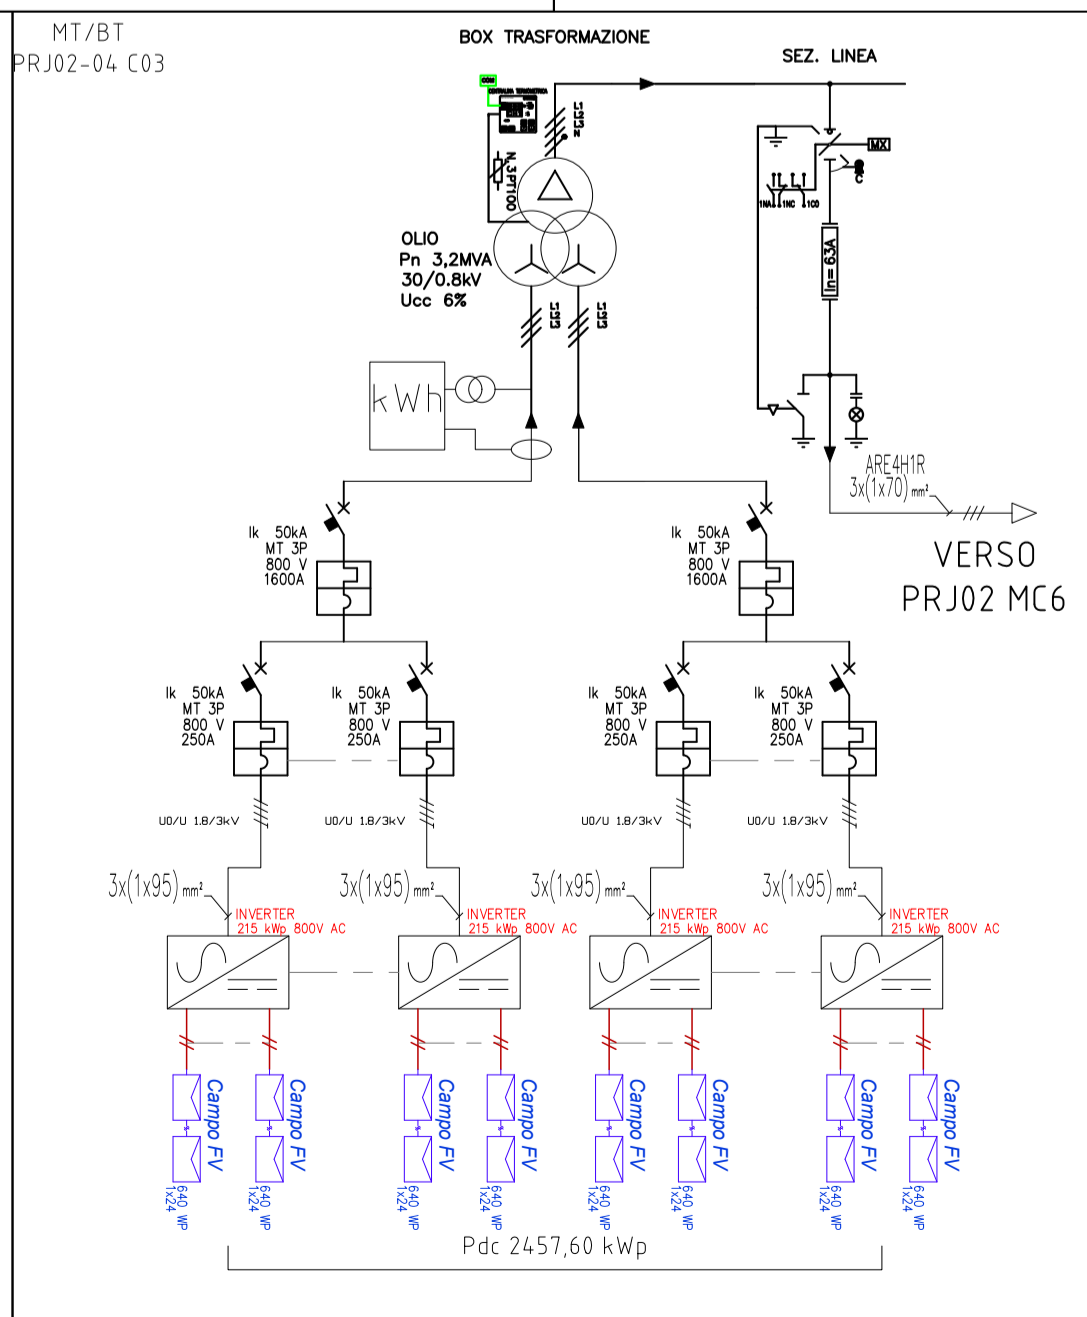 MT/BT
PRJ02-04 C03
BOX TRASFORMAZIONE
SEZ. LINEA
COM
CENTRALINA TERMOMETRICA
N
N.3PT100
MX
1NA
1NC
1CO
In= 63A
OLIO
Pn 3,2MVA
30/0.8kV
Ucc 6%
kWh
ARE4H1R
3x(1x70) mm²
VERSO
PRJ02 MC6
Ik 50kA
MT 3P
800 V
1600A
Ik 50kA
MT 3P
800 V
1600A
Ik 50kA
MT 3P
800 V
250A
Ik 50kA
MT 3P
800 V
250A
Ik 50kA
MT 3P
800 V
250A
Ik 50kA
MT 3P
800 V
250A
U0/U 1.8/3kV
U0/U 1.8/3kV
U0/U 1.8/3kV
U0/U 1.8/3kV
3x(1x95) mm²
3x(1x95) mm²
3x(1x95) mm²
3x(1x95) mm²
INVERTER
215 kWp 800V AC
INVERTER
215 kWp 800V AC
INVERTER
215 kWp 800V AC
INVERTER
215 kWp 800V AC
Campo FV
Campo FV
Campo FV
Campo FV
Campo FV
Campo FV
Campo FV
Campo FV
640 WP
1x24
640 WP
1x24
640 WP
1x24
640 WP
1x24
640 WP
1x24
640 WP
1x24
640 WP
1x24
640 WP
1x24
Pdc 2457,60 kWp